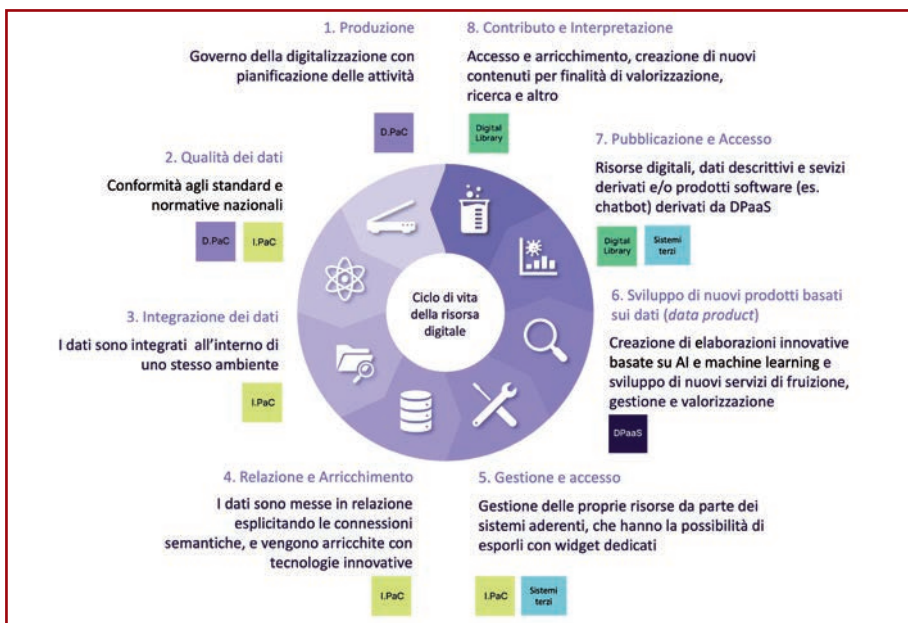 1. Produzione
Governo della digitalizzazione con
pianificazione delle attività
D.PaC
2. Qualità dei dati
Conformità agli standard e
normative nazionali
D.PaC
I.PaC
3. Integrazione dei dati
I dati sono integrati all'interno di
uno stesso ambiente
I.PaC
4. Relazione e Arricchimento
I dati sono messe in relazione
esplicitando le connessioni
semantiche, e vengono arricchite con
tecnologie innovative
I.PaC
5. Gestione e accesso
Gestione delle proprie risorse da parte dei
sistemi aderenti, che hanno la possibilità di
esporli con widget dedicati
I.PaC
Sistemi
terzi
6. Sviluppo di nuovi prodotti basati
sui dati (data product)
Creazione di elaborazioni innovative
basate su AI e machine learning e
sviluppo di nuovi servizi di fruizione,
gestione e valorizzazione
DPaaS
7. Pubblicazione e Accesso
Risorse digitali, dati descrittivi e sevizi
derivati e/o prodotti software (es.
chatbot) derivati da DPaaS
Digital
Library
Sistemi
terzi
8. Contributo e Interpretazione
Accesso e arricchimento, creazione di nuovi
contenuti per finalità di valorizzazione,
ricerca e altro
Digital
Library
Ciclo di vita
della risorsa
digitale